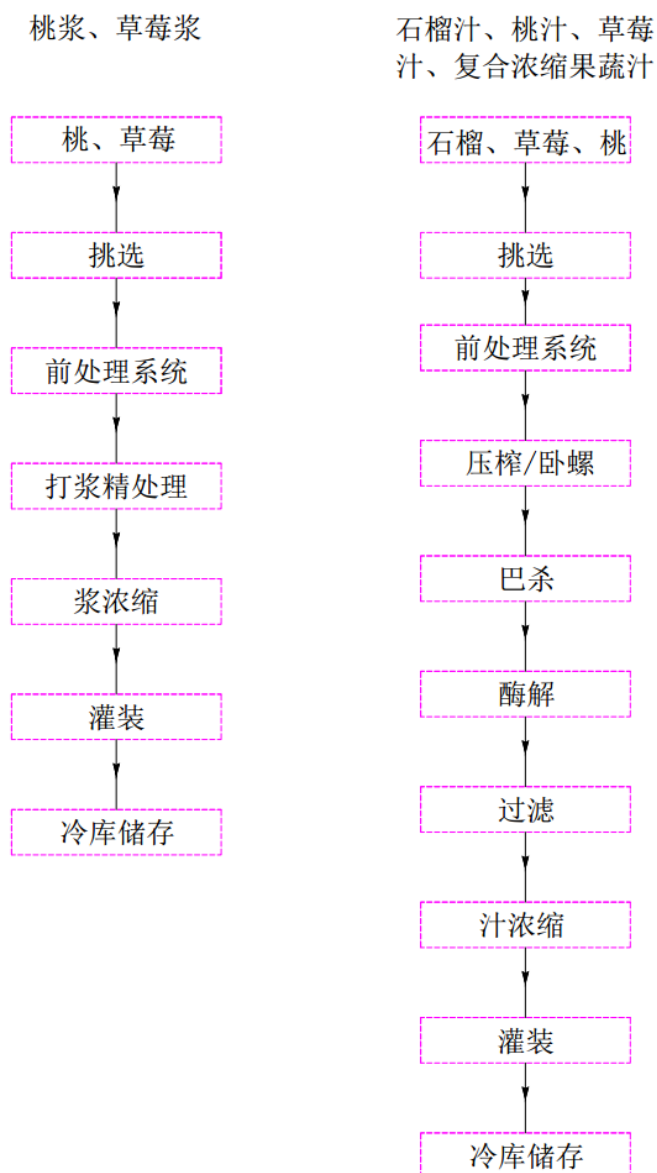 桃浆、草莓浆
桃、草莓
挑选
前处理系统
打浆精处理
浆浓缩
灌装
冷库储存
石榴汁、桃汁、草莓
汁、复合浓缩果蔬汁
石榴、草莓、桃
挑选
前处理系统
压榨/卧螺
巴杀
酶解
过滤
汁浓缩
灌装
冷库储存